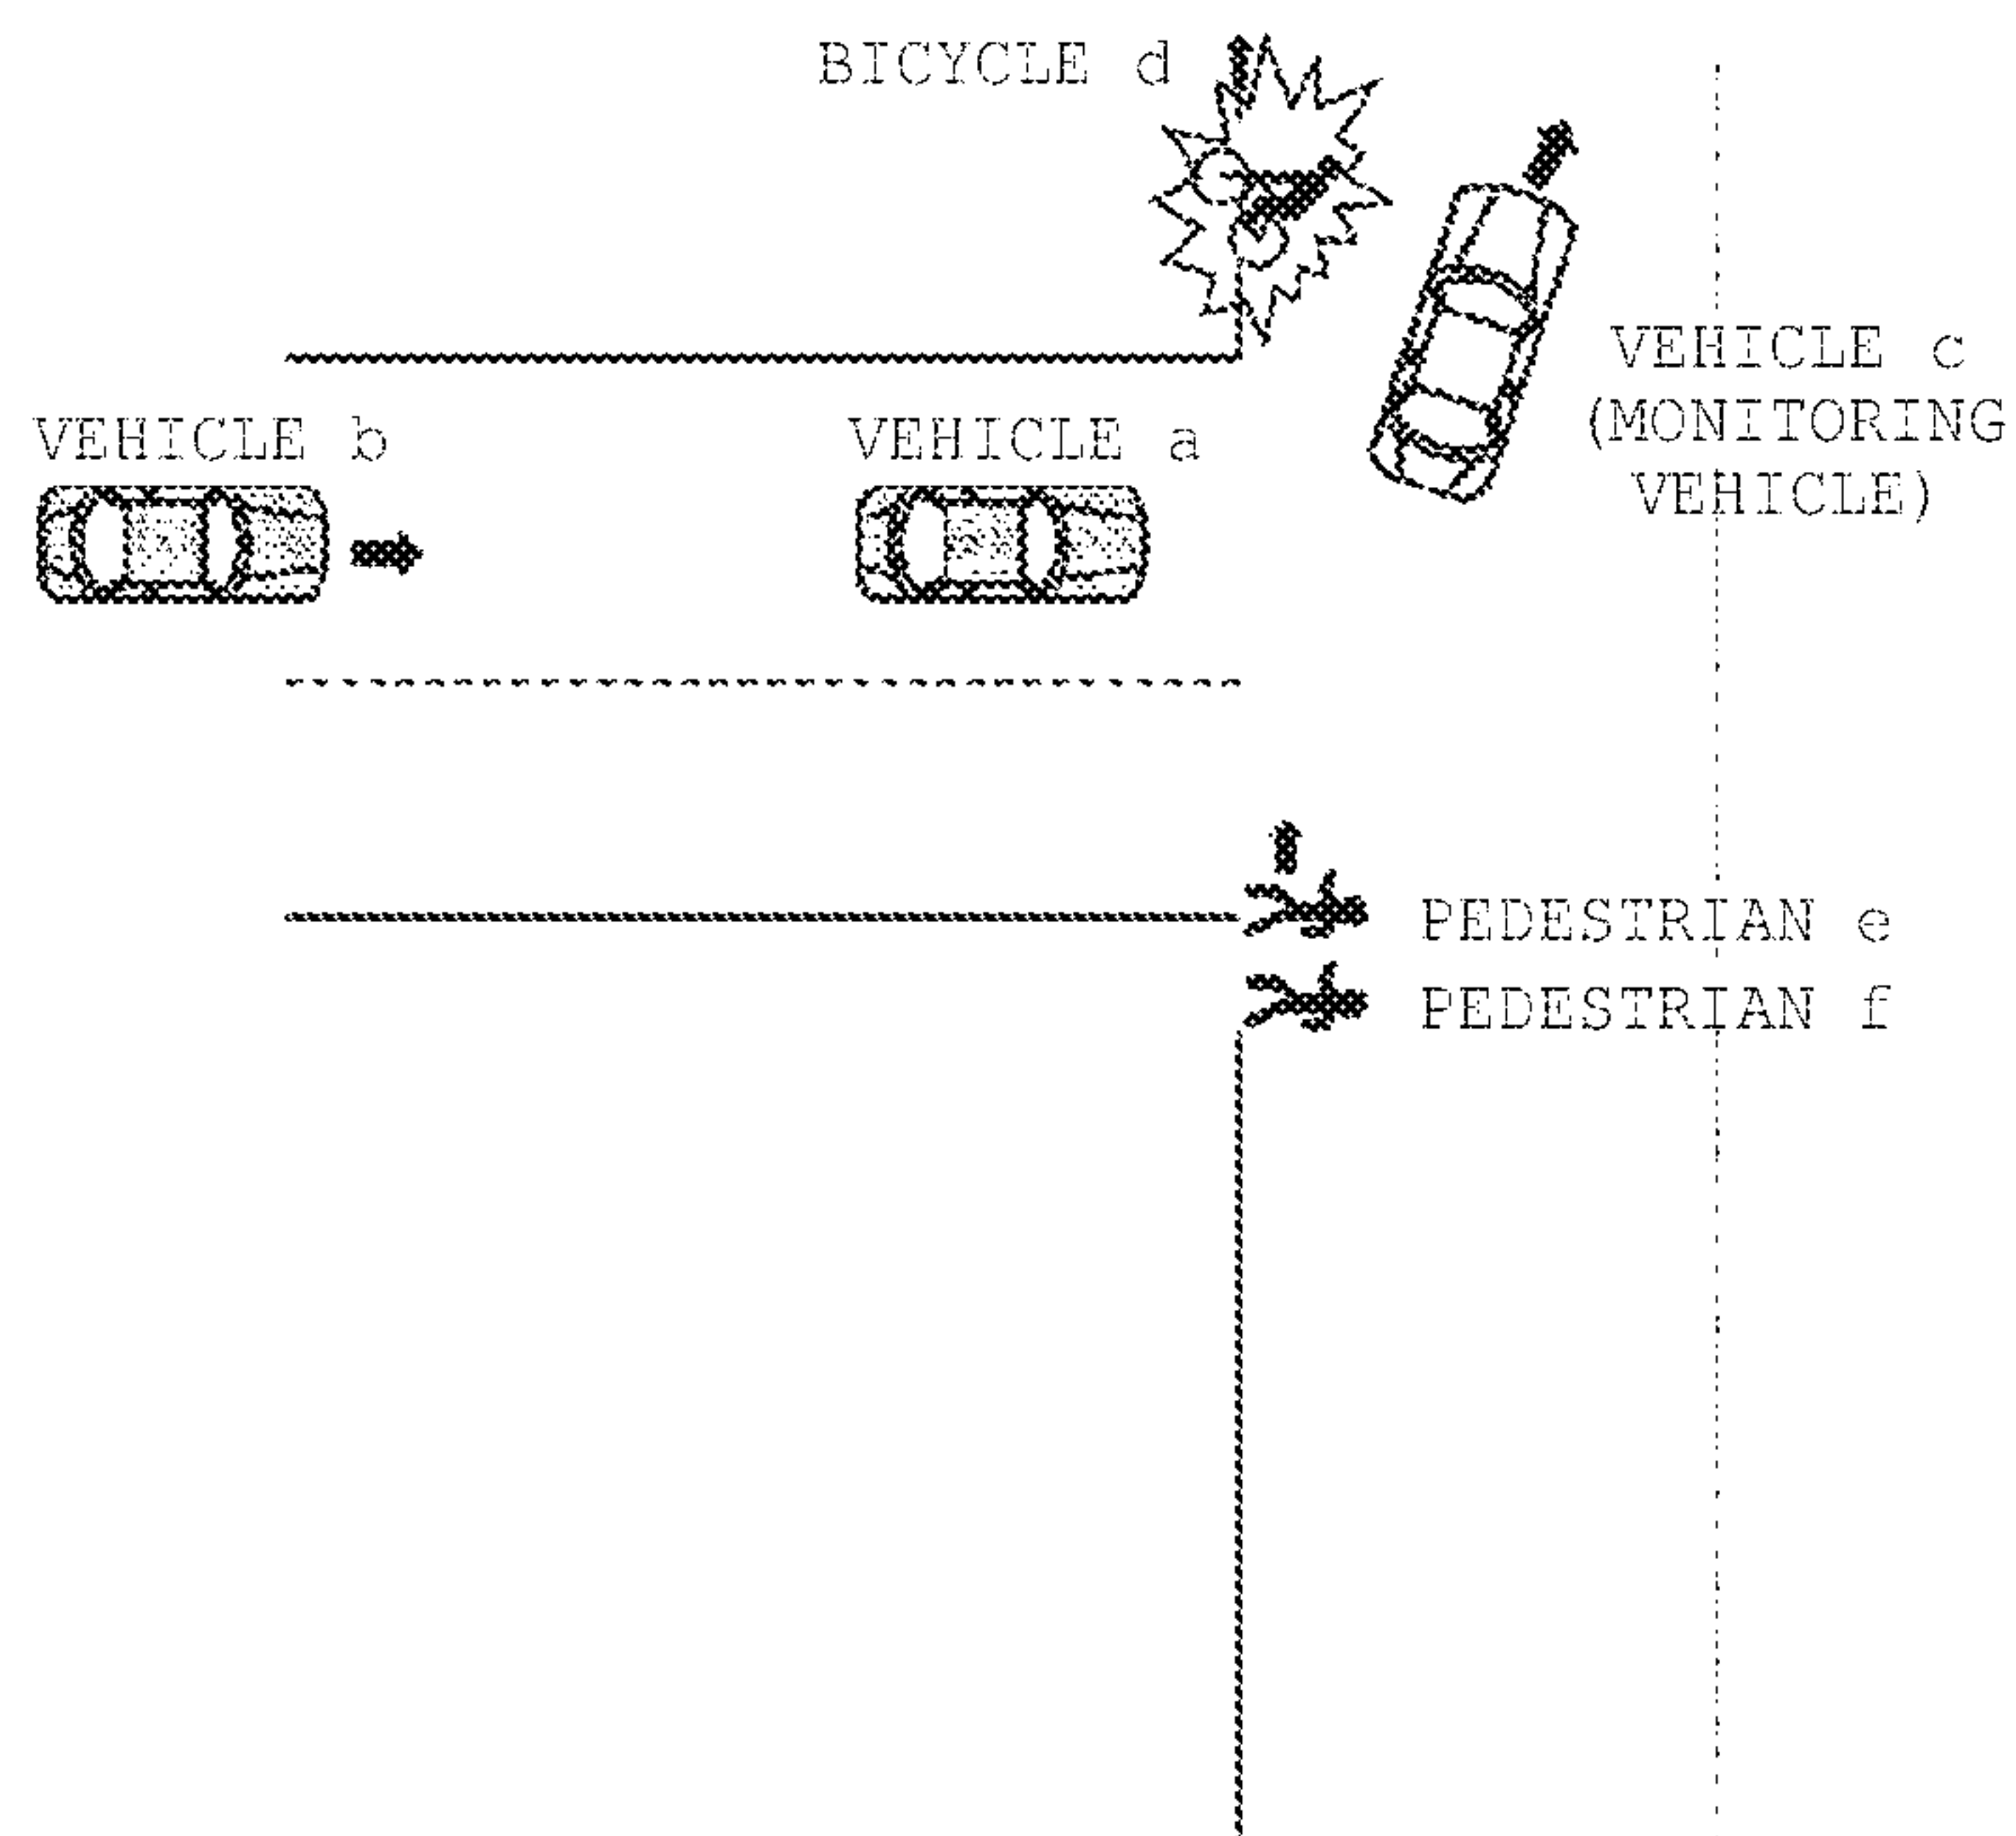 BICYCLE d
VEHICLE c
(MONITORING
VEHICLE)
VEHICLE b
VEHICLE a
PEDESTRIAN e
PEDESTRIAN f